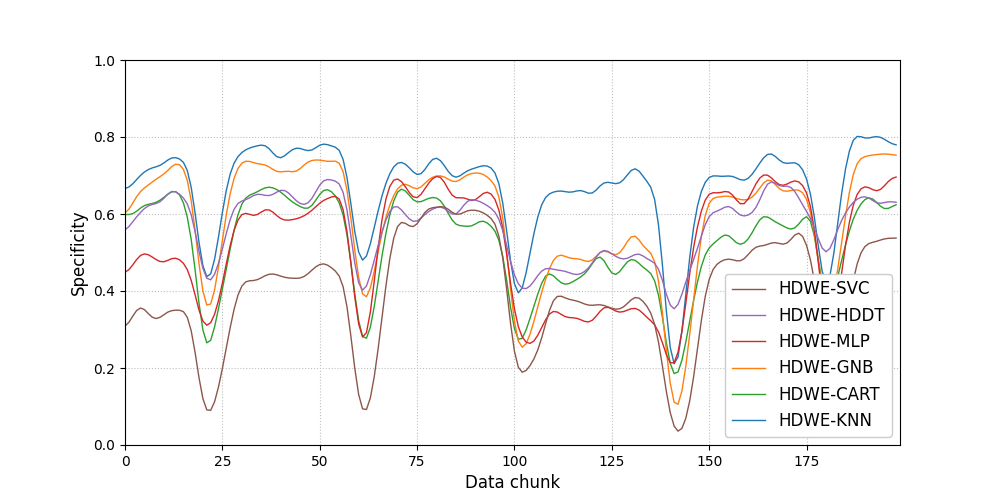 1.0
0.8
0.6
0.4
0.2
0.0
Specificity
0 25 50 75 100 125 150 175
Data chunk
HDWE-SVC
HDWE-HDDT
HDWE-MLP
HDWE-GNB
HDWE-CART
HDWE-KNN